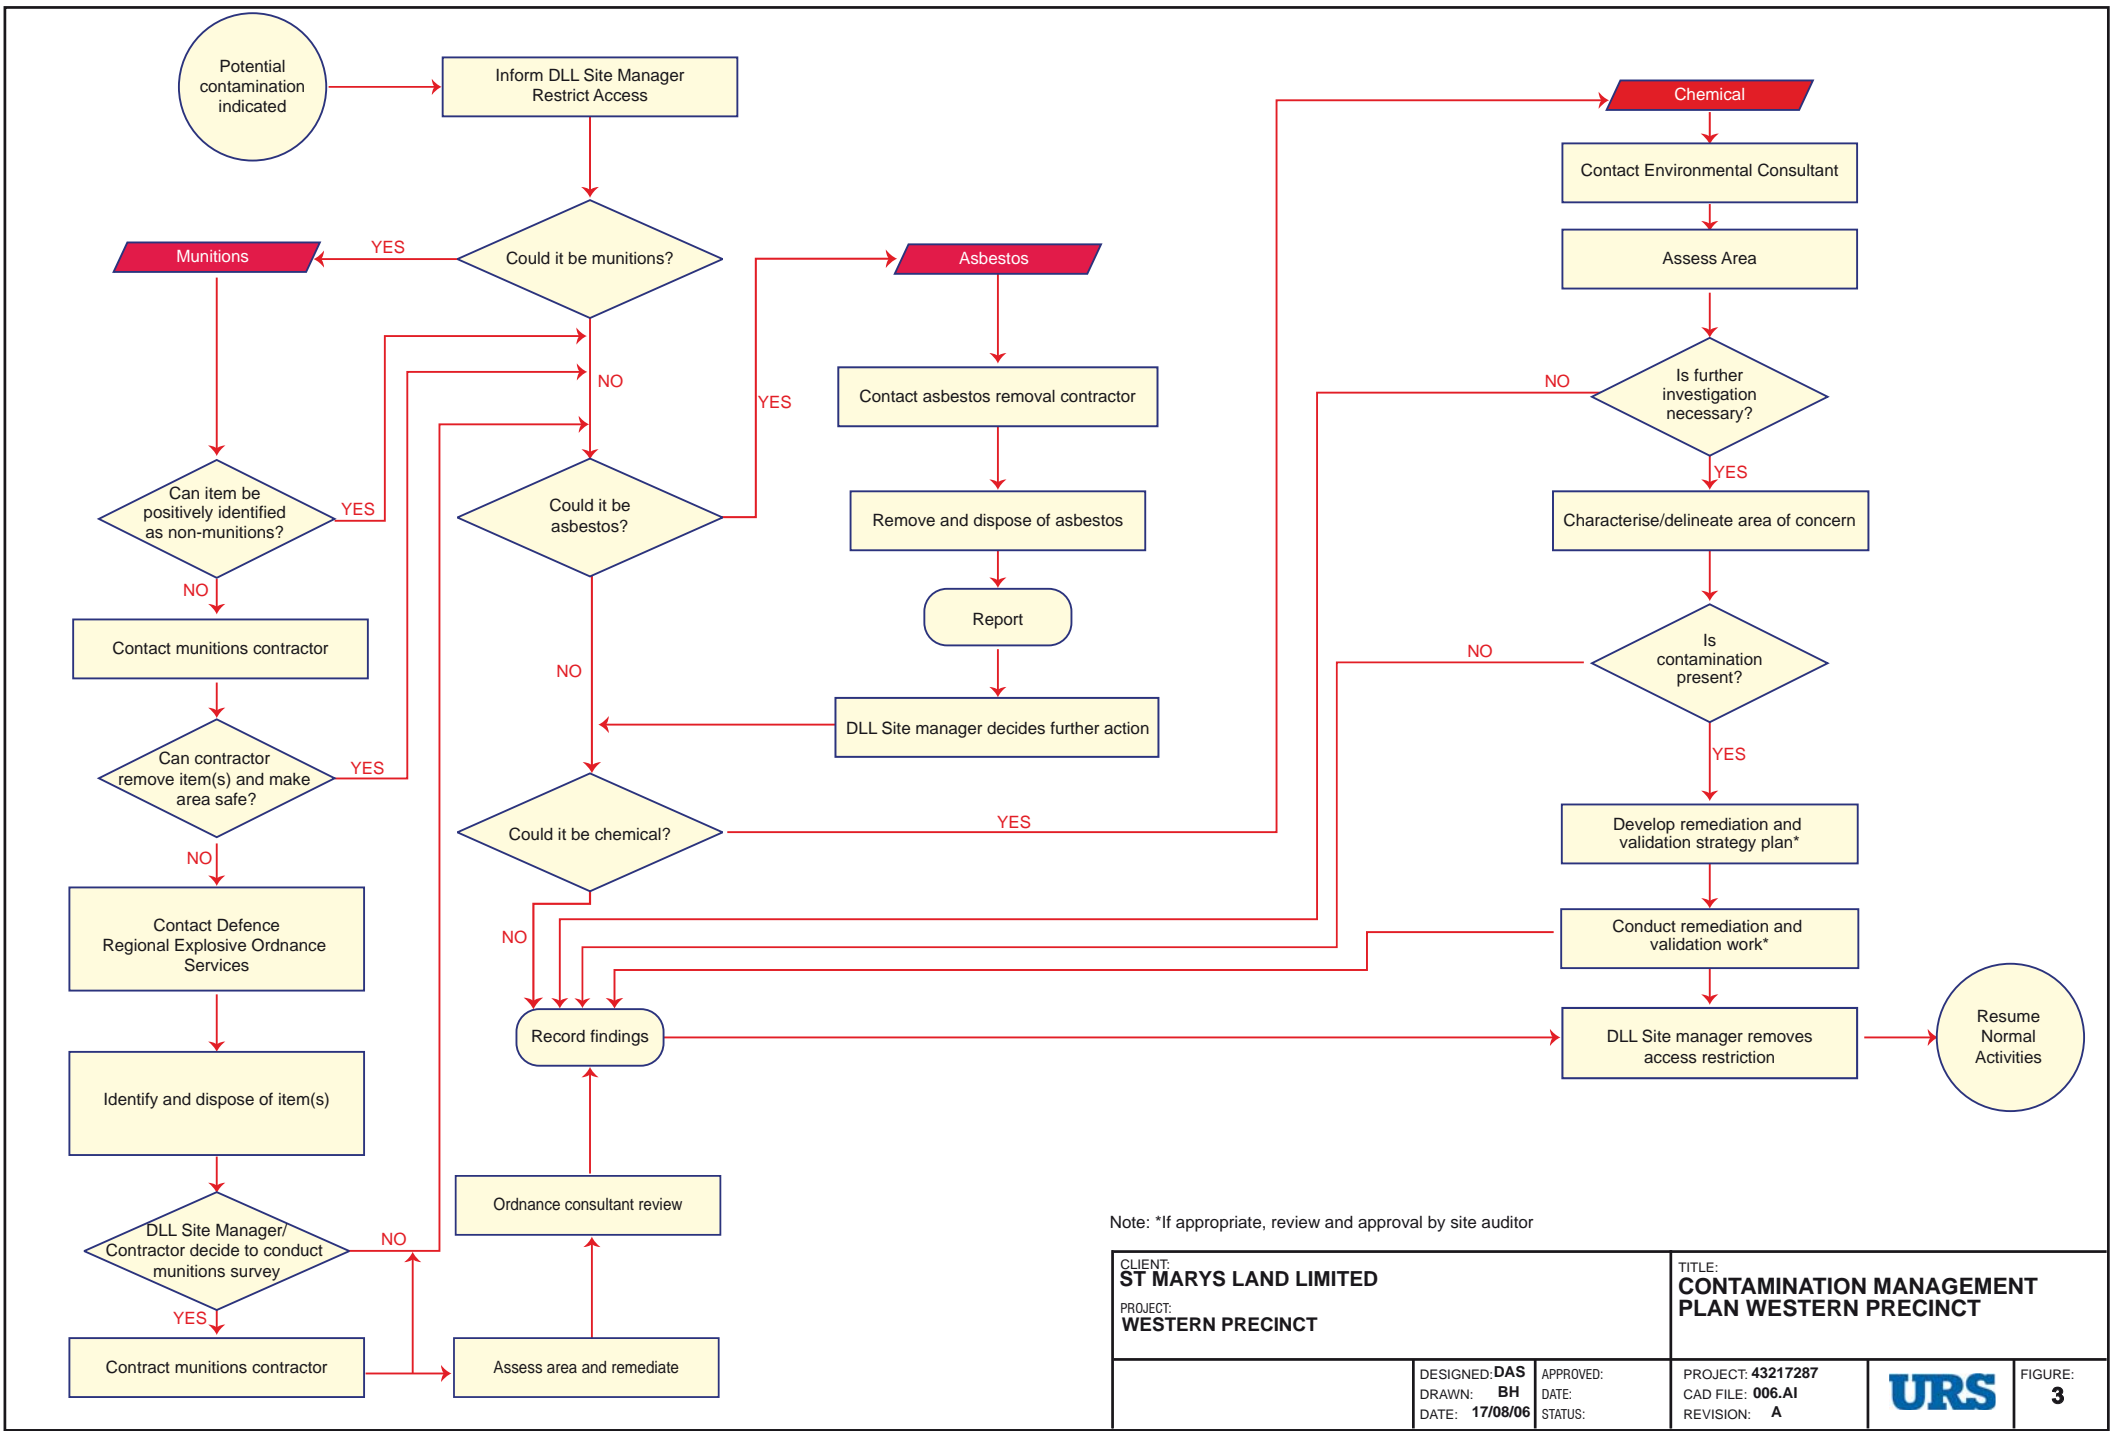 Potential
contamination
indicated
Inform DLL Site Manager
Restrict Access
Could it be munitions?
YES
Munitions
NO
Can item be
positively identified
as non-munitions?
YES
NO
Contact munitions contractor
Can contractor
remove item(s) and make
area safe?
YES
NO
Contact Defence
Regional Explosive Ordnance
Services
Identify and dispose of item(s)
DLL Site Manager/
Contractor decide to conduct
munitions survey
NO
YES
Contract munitions contractor
Assess area and remediate
Ordnance consultant review
Could it be
asbestos?
YES
NO
Asbestos
Contact asbestos removal contractor
Remove and dispose of asbestos
Report
DLL Site manager decides further action
Could it be chemical?
YES
NO
Record findings
Chemical
Contact Environmental Consultant
Assess Area
Is further
investigation
necessary?
NO
YES
Characterise/delineate area of concern
Is
contamination
present?
NO
YES
Develop remediation and
validation strategy plan*
Conduct remediation and
validation work*
DLL Site manager removes
access restriction
Resume
Normal
Activities
Note: *If appropriate, review and approval by site auditor
CLIENT:
ST MARYS LAND LIMITED
PROJECT:
WESTERN PRECINCT
TITLE:
CONTAMINATION MANAGEMENT
PLAN WESTERN PRECINCT
DESIGNED: DAS
DRAWN: BH
DATE: 17/08/06
APPROVED:
DATE:
STATUS:
PROJECT: 43217287
CAD FILE: 006.AI
REVISION: A
URS
FIGURE:
3